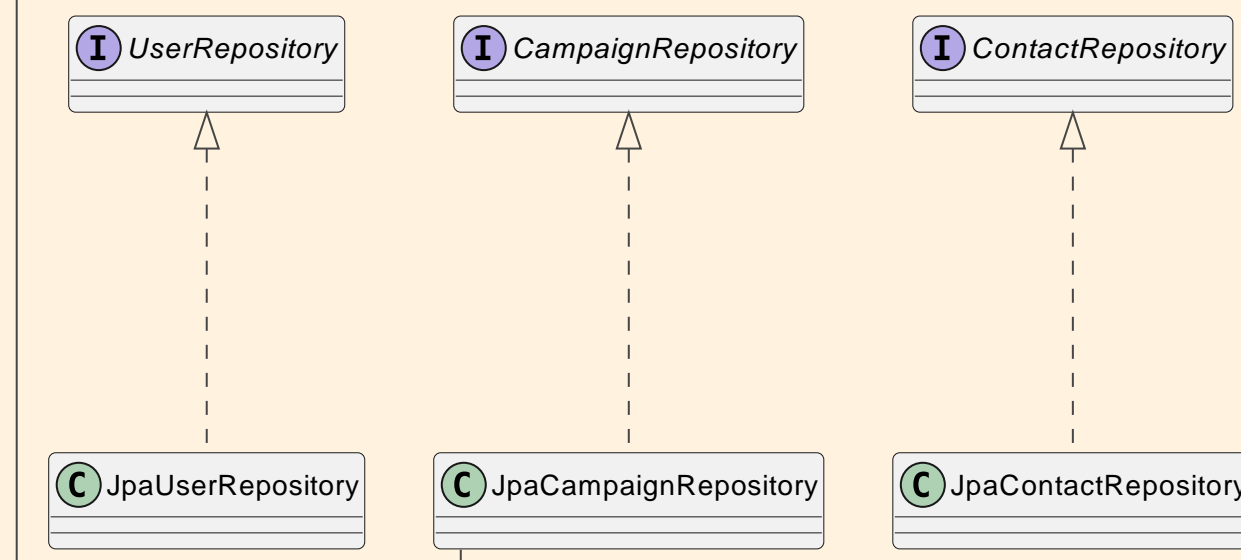 I UserRepository
I CampaignRepository
I ContactRepository
C JpaUserRepository
C JpaCampaignRepository
C JpaContactRepository